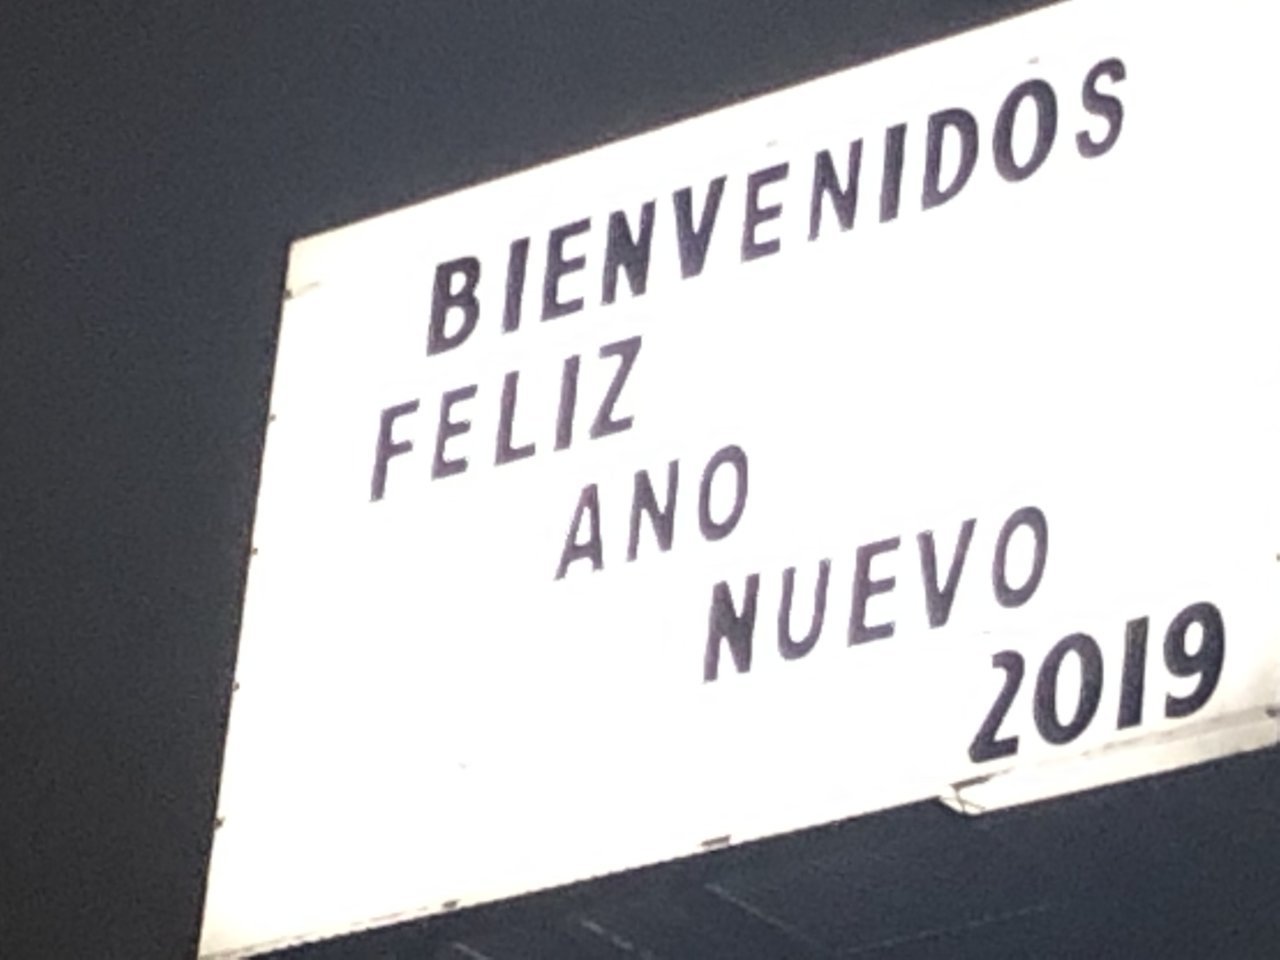 BIENVENIDOS
FELIZ
ANO
NUEVO
2019